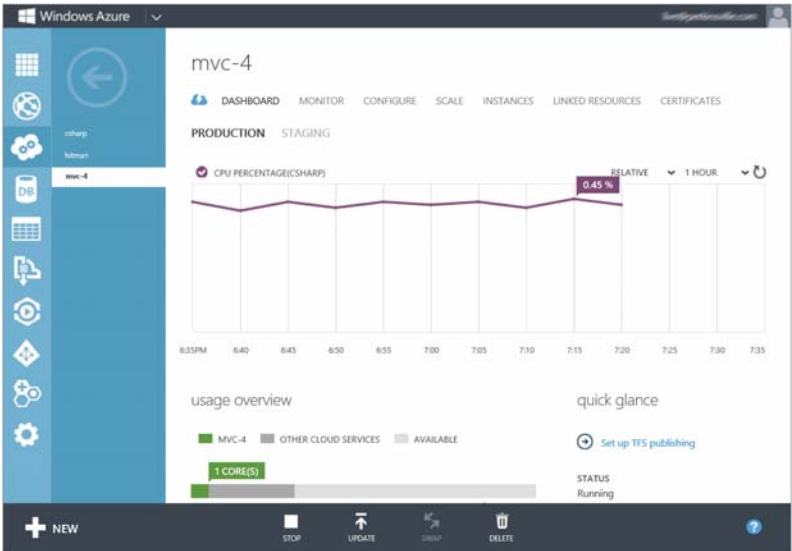 Windows Azure
mvc-4
DASHBOARD MONITOR CONFIGURE SCALE INSTANCES LINKED RESOURCES CERTIFICATES
csharp
PRODUCTION STAGING
mvc-4
CPU PERCENTAGE(CSHARP) RELATIVE 1 HOUR
DB
0.45 %
6:35PM 6:40 6:45 6:50 6:55 7:00 7:05 7:10 7:15 7:20 7:25 7:30 7:35
usage overview quick glance
MVC-4 OTHER CLOUD SERVICES AVAILABLE
Set up TFS publishing
1 CORE(S)
STATUS
Running
NEW STOP UPDATE SWAP DELETE ?